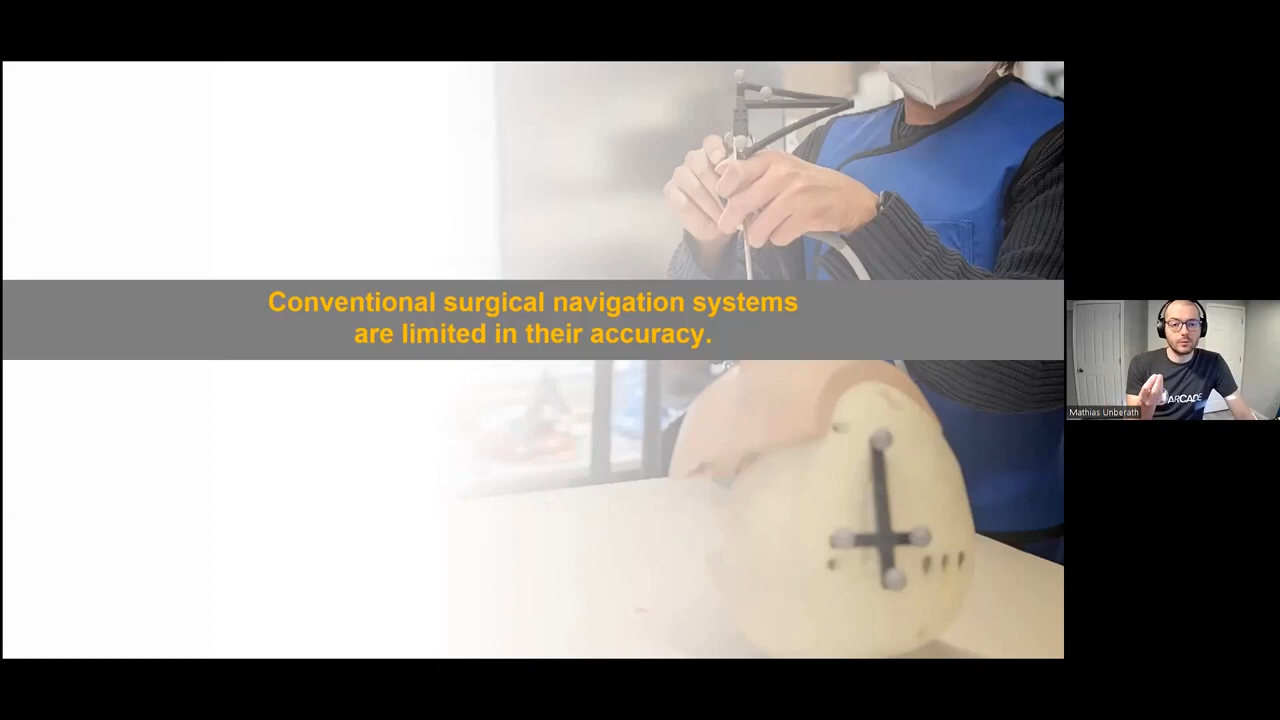 Conventional surgical navigation systems
are limited in their accuracy.
ARCADE
Mathias Unberath